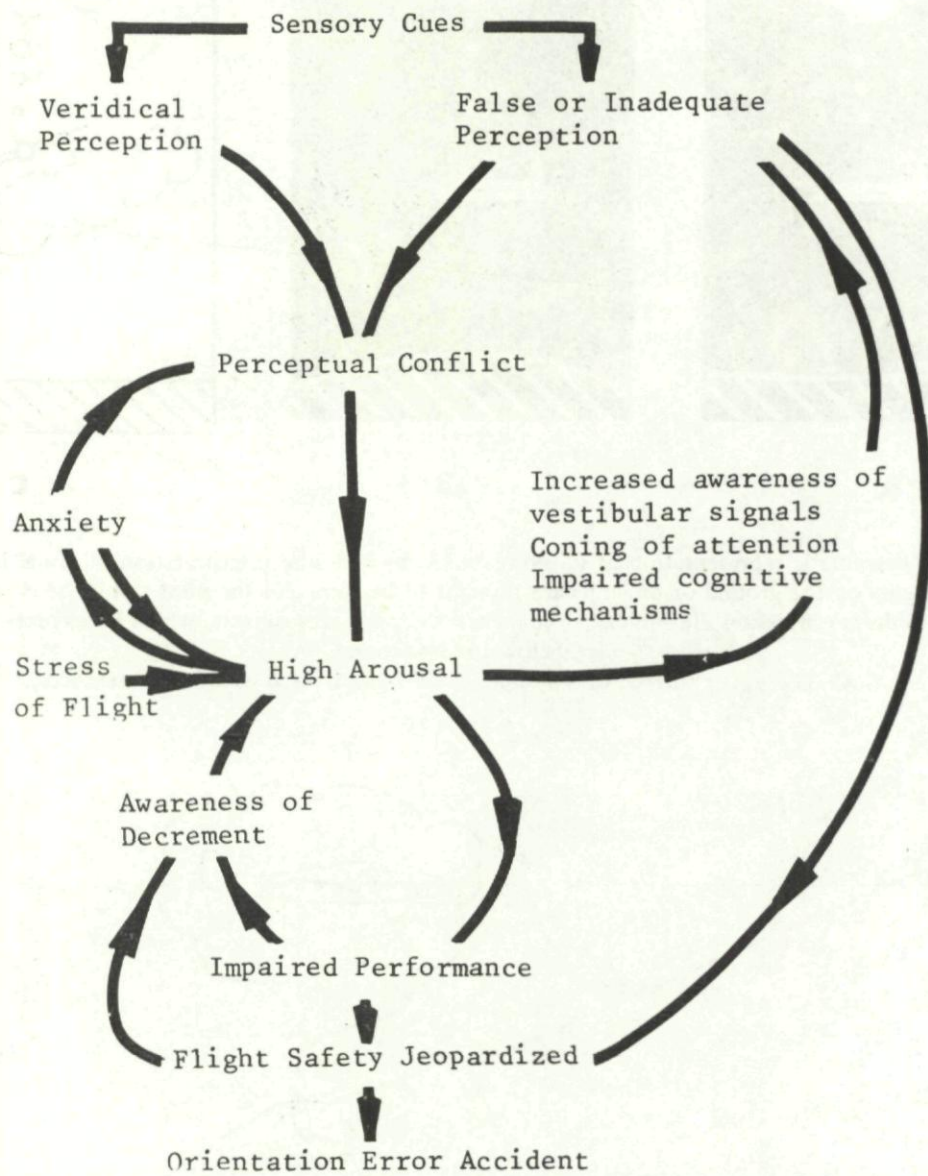 Sensory Cues
Veridical
Perception
False or Inadequate
Perception
Perceptual Conflict
Anxiety
Increased awareness of
vestibular signals
Coning of attention
Impaired cognitive
mechanisms
Stress
of Flight
High Arousal
Awareness of
Decrement
Impaired Performance
Flight Safety Jeopardized
Orientation Error Accident